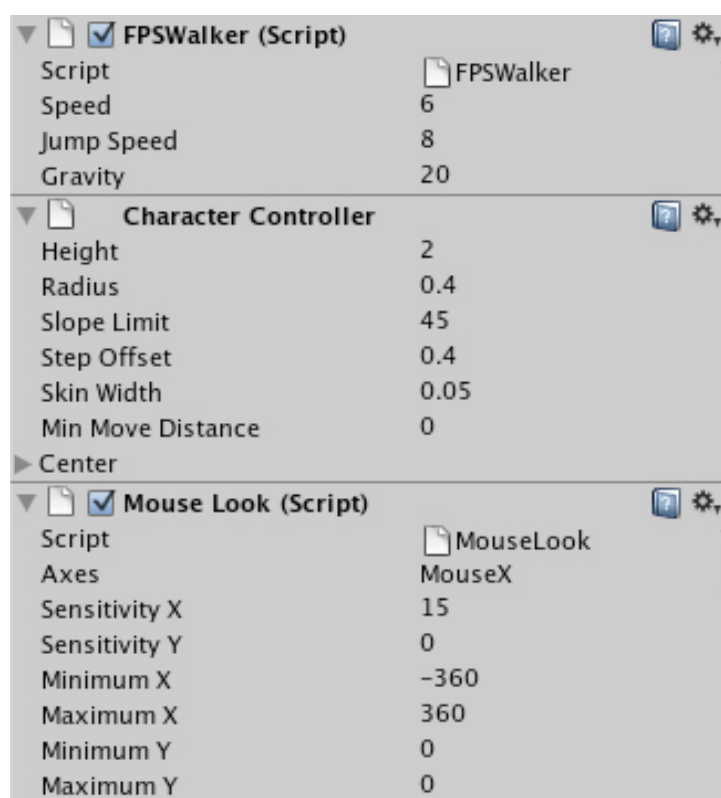 FPSWalker (Script)
Script FPSWalker
Speed 6
Jump Speed 8
Gravity 20
Character Controller
Height 2
Radius 0.4
Slope Limit 45
Step Offset 0.4
Skin Width 0.05
Min Move Distance 0
Center
Mouse Look (Script)
Script MouseLook
Axes MouseX
Sensitivity X 15
Sensitivity Y 0
Minimum X -360
Maximum X 360
Minimum Y 0
Maximum Y 0